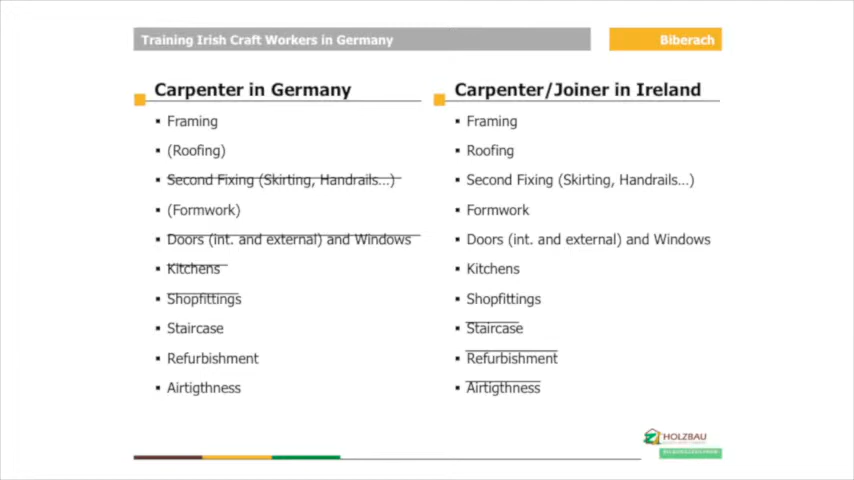 Training Irish Craft Workers in Germany
Biberach
Carpenter in Germany
▪ Framing
▪ (Roofing)
▪ Second Fixing (Skirting, Handrails...)
▪ (Formwork)
▪ Doors (int. and external) and Windows
▪ Kitchens
▪ Shopfittings
▪ Staircase
▪ Refurbishment
▪ Airtigthness
Carpenter/Joiner in Ireland
▪ Framing
▪ Roofing
▪ Second Fixing (Skirting, Handrails...)
▪ Formwork
▪ Doors (int. and external) and Windows
▪ Kitchens
▪ Shopfittings
▪ Staircase
▪ Refurbishment
▪ Airtigthness
HOLZBAU